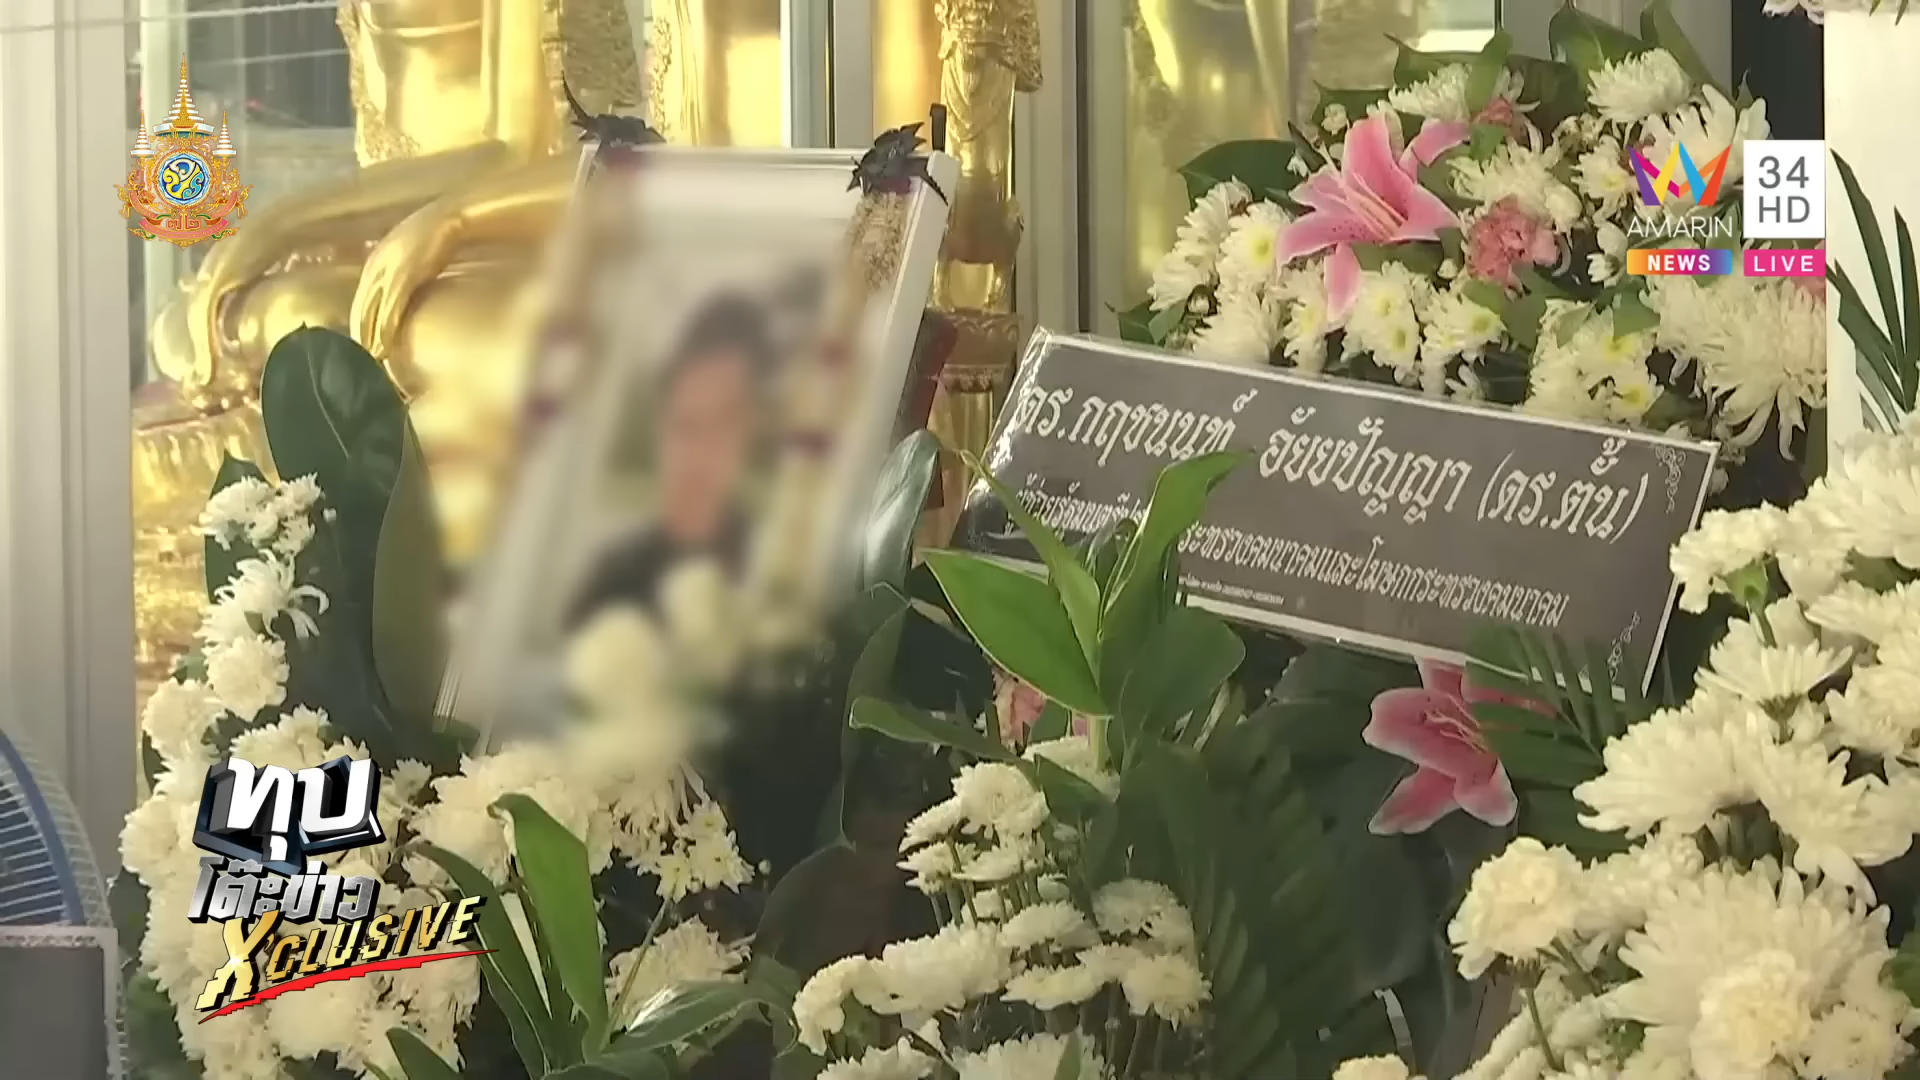 AMARIN
34
HD
NEWS
LIVE
ดร.กฤชนนท์ อัยยปัญญา (ดร.ตั้น)
กระทรวงคมนาคมและโฆษกกระทรวงคมนาคม
ทุบ
โต๊ะข่าว
X'CLUSIVE